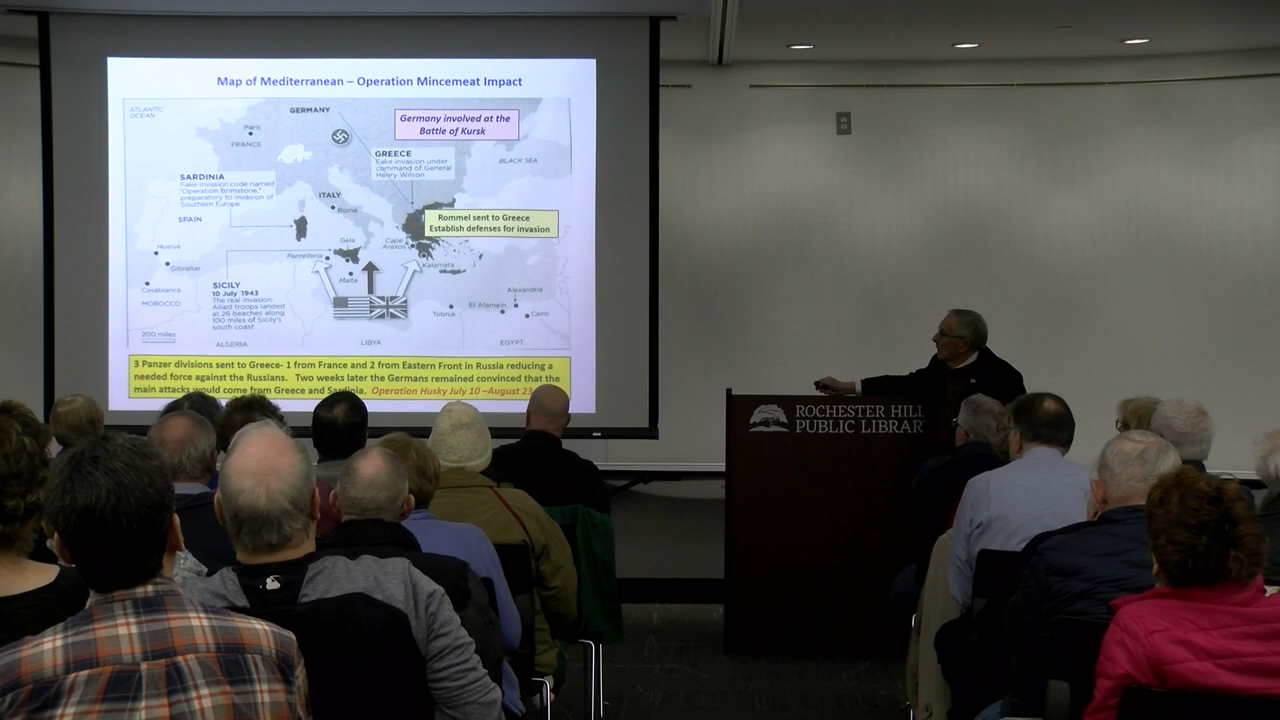 Map of Mediterranean – Operation Mincemeat Impact
ATLANTIC
OCEAN
GERMANY
Germany involved at the
Battle of Kursk
Paris
FRANCE
GREECE
Fake invasion under
command of General
Henry Wilson
BLACK SEA
SARDINIA
Fake invasion code-named
"Operation Brimstone,"
preparatory to invasion of
Southern Europe
ITALY
Rome
SPAIN
Rommel sent to Greece
Establish defenses for invasion
Huelva
Gela
Cape
Araxos
Pantelleria
Gibraltar
Kalamata
Malta
Casablanca
SICILY
10 July 1943
The real invasion:
Allied troops landed
at 26 beaches along
100 miles of Sicily's
south coast
Alexandria
MOROCCO
El Alamein
Tobruk
Cairo
200 miles
ALGERIA
LIBYA
EGYPT
3 Panzer divisions sent to Greece- 1 from France and 2 from Eastern Front in Russia reducing a
needed force against the Russians. Two weeks later the Germans remained convinced that the
main attacks would come from Greece and Sardinia. Operation Husky July 10 –August 23
ROCHESTER HILL
PUBLIC LIBRAR